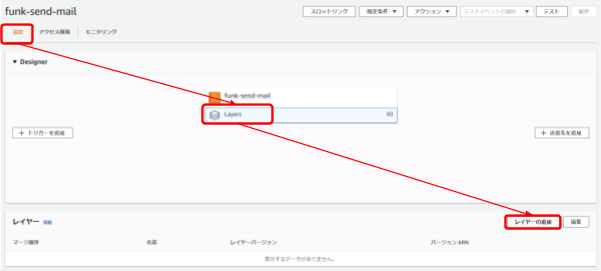 funk-send-mail
スロットリング 限定条件 ▼ アクション ▼ テストイベントの選択 ▼ テスト 保存
設定 アクセス権限 モニタリング
▼ Designer
funk-send-mail
Layers (0)
+ トリガーを追加 + 送信先を追加
レイヤー 情報 レイヤーの追加 編集
マージ順序 名前 レイヤーバージョン バージョン ARN
表示するデータがありません。